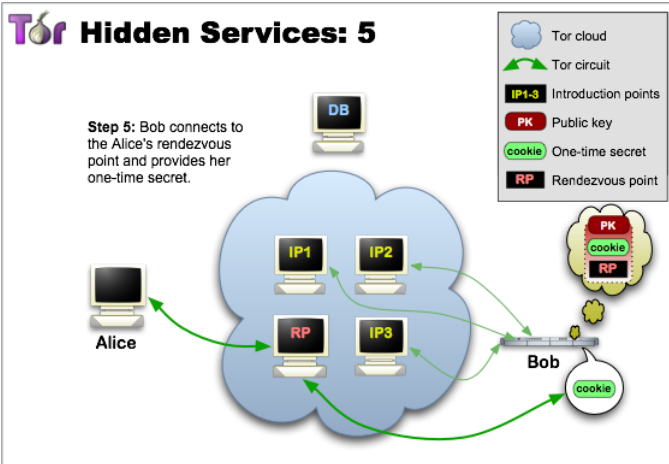 Tor Hidden Services: 5
Tor cloud
Tor circuit
IP1-3 Introduction points
PK Public key
cookie One-time secret
RP Rendezvous point
DB
Step 5: Bob connects to
the Alice's rendezvous
point and provides her
one-time secret.
PK
cookie
RP
IP1 IP2
RP IP3
Alice
Bob
cookie